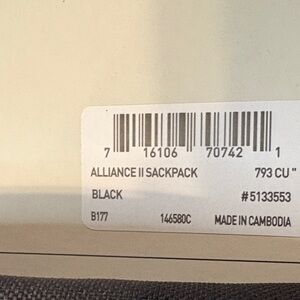 7 16106 70742 1
ALLIANCE II SACKPACK 793 CU "
BLACK #5133553
B177 146580C MADE IN CAMBODIA